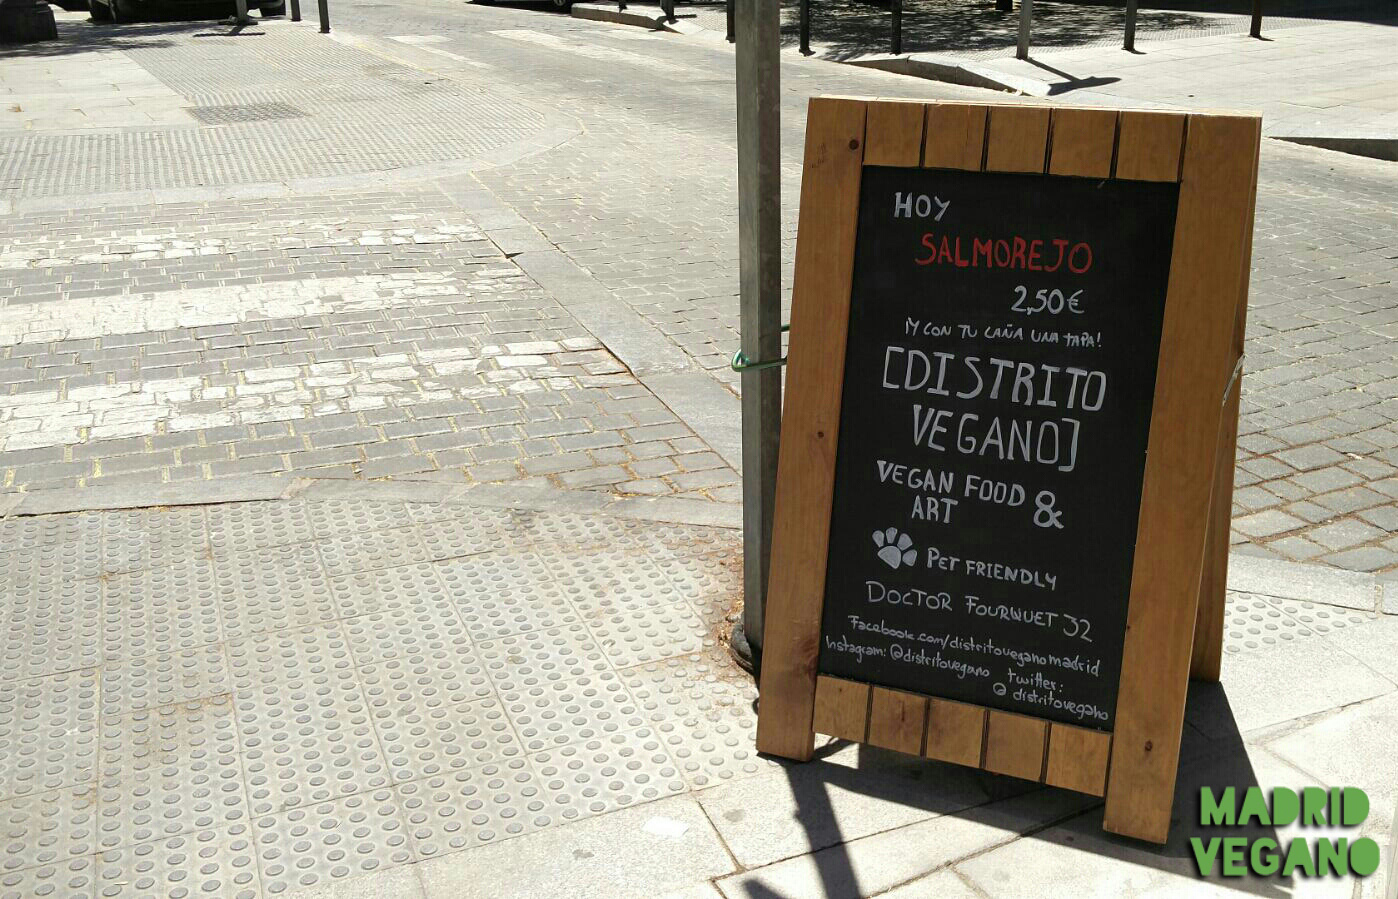 HOY
SALMOREJO
2,50€
¡Y CON TU CAÑA UNA TAPA!
[DISTRITO
VEGANO]
VEGAN FOOD &
ART
PET FRIENDLY
DOCTOR FOURQUET 32
Facebook.com/distritoveganomadrid
Instagram: @distritovegano twitter:
@distritovegano
MADRID
VEGANO